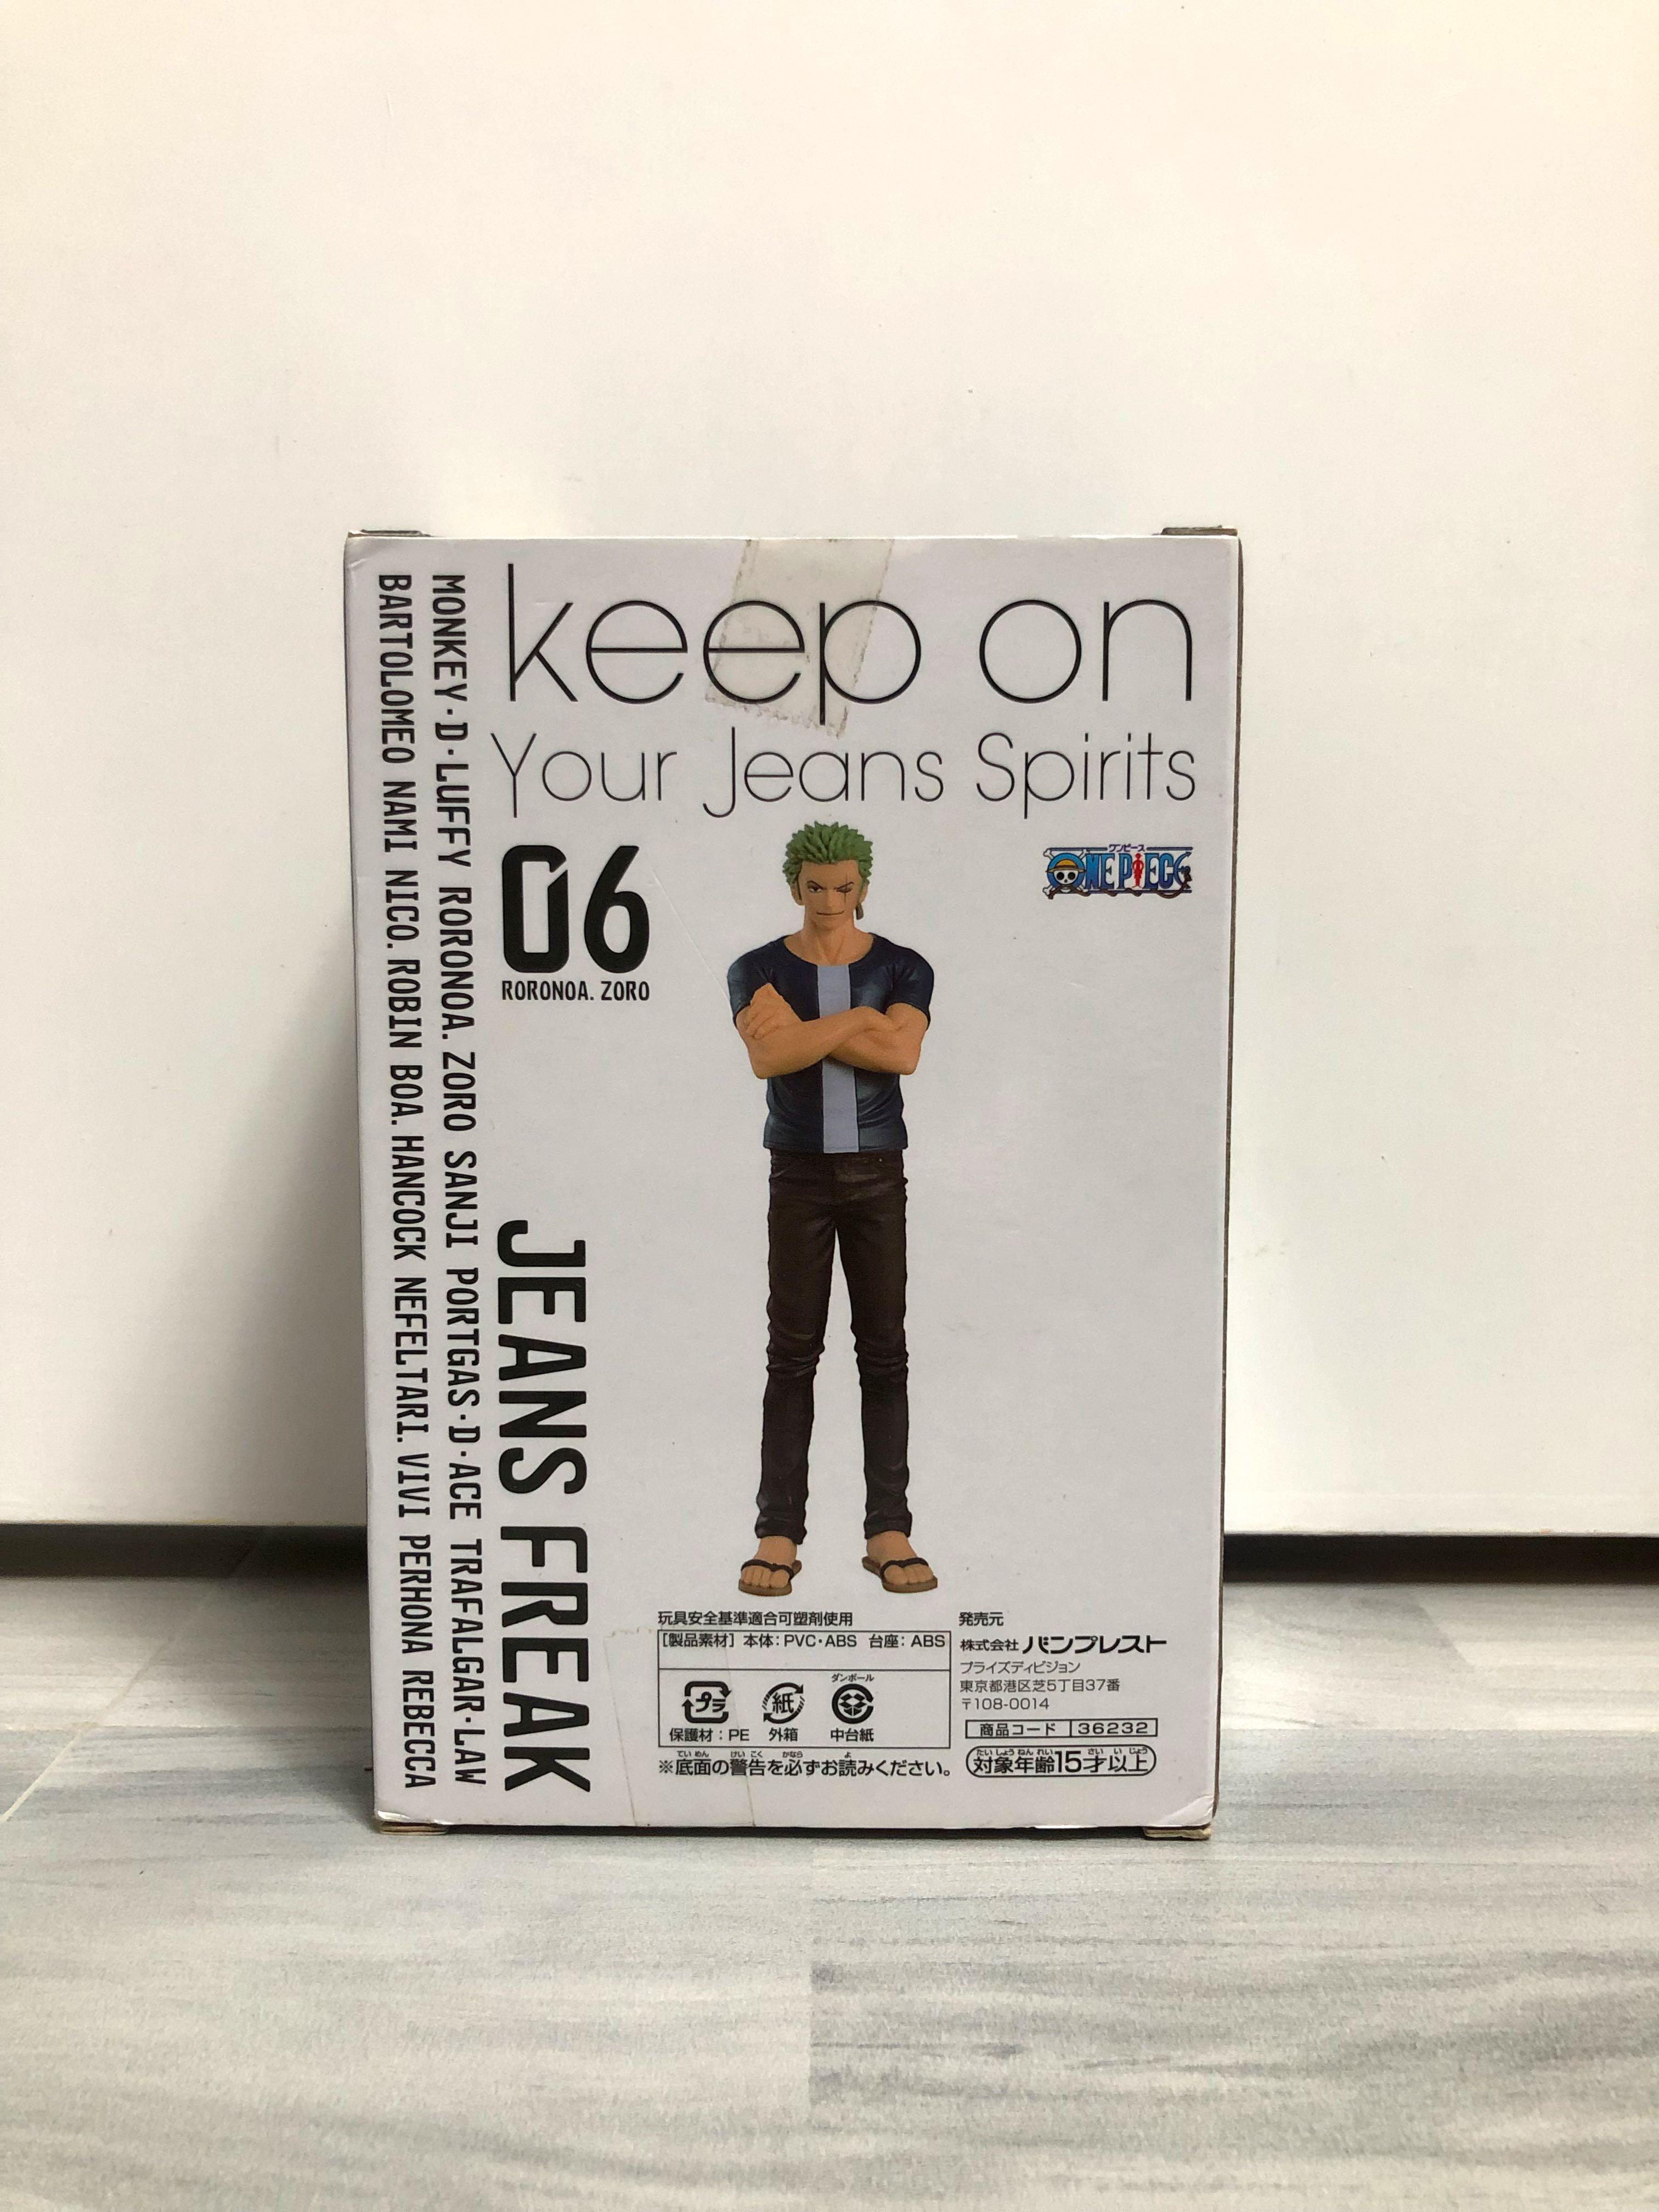 keep on
Your Jeans Spirits
MONKEY·D·LUFFY RORONOA. ZORO SANJI PORTGAS·D·ACE TRAFALGAR·LAW
BARTOLOMEO NAMI NICO. ROBIN BOA. HANCOCK NEFELTARI. VIVI PERHONA REBECCA
06
RORONOA. ZORO
ワンピース
ONE PIECE
JEANS FREAK
玩具安全基準適合可塑剤使用
[製品素材] 本体:PVC・ABS 台座:ABS
プラ
紙
ダンボール
保護材:PE 外箱 中台紙
※底面の警告を必ずお読みください。
発売元
株式会社 バンプレスト
プライズディビジョン
東京都港区芝5丁目37番
〒108-0014
商品コード 36232
対象年齢15才以上